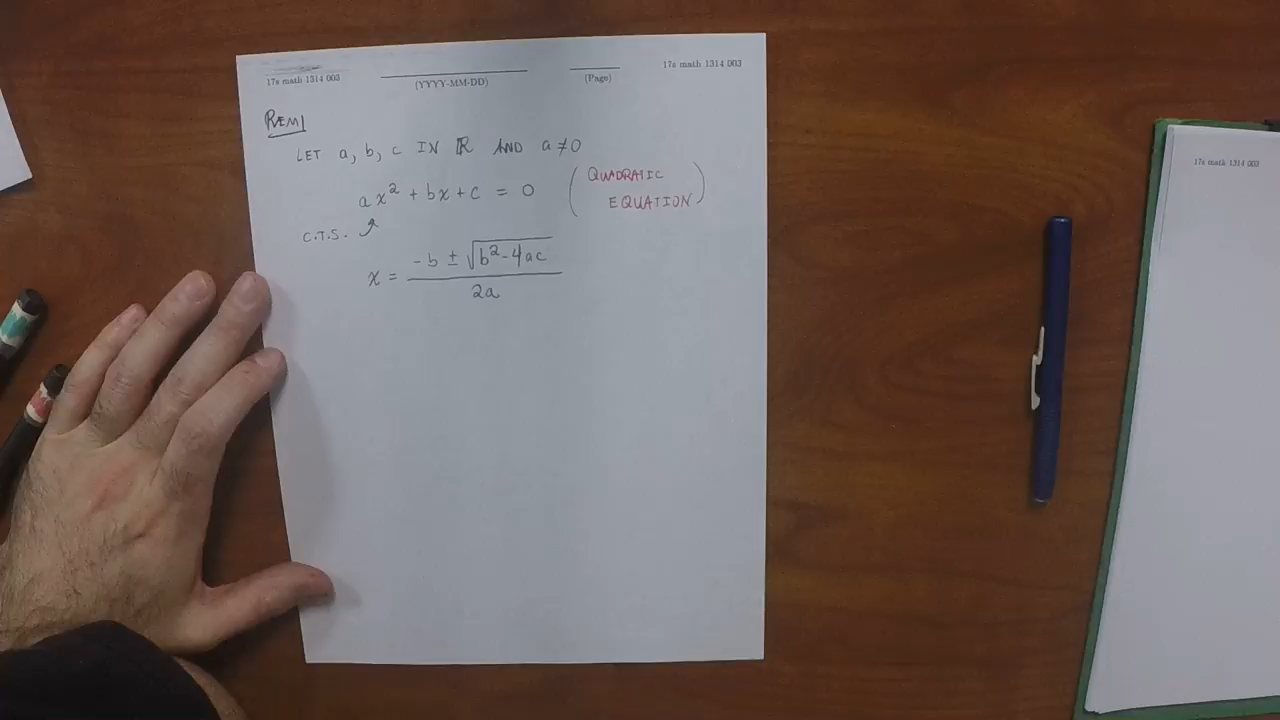 17s math 1314 003
(YYYY-MM-DD)
(Page)
17s math 1314 003
REM|
LET a, b, c IN ℝ AND a ≠ 0
ax² + bx + c = 0 (QUADRATIC EQUATION)
C.T.S. ↗
x = (-b ± √(b² - 4ac)) / 2a
17s math 1314 003